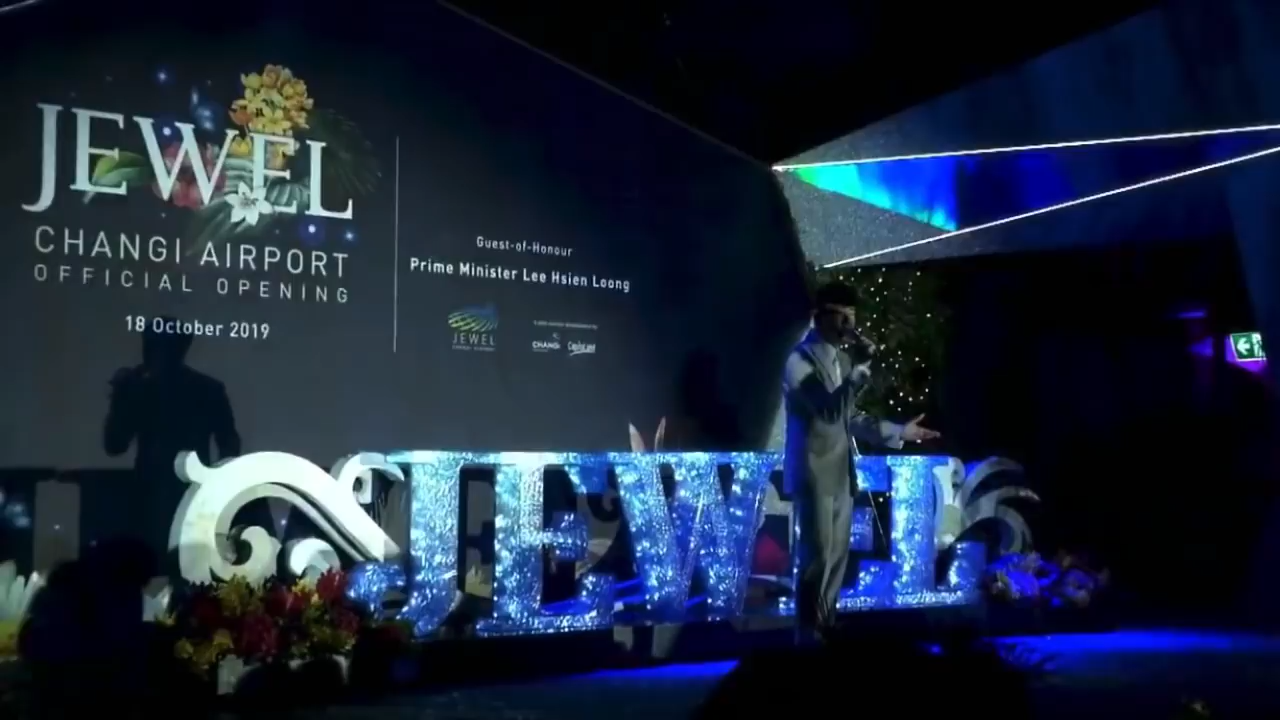 JEWEL
CHANGI AIRPORT
OFFICIAL OPENING
18 October 2019
Guest-of-Honour
Prime Minister Lee Hsien Loong
JEWEL
CHANGI
CapitaLand
JEWEL